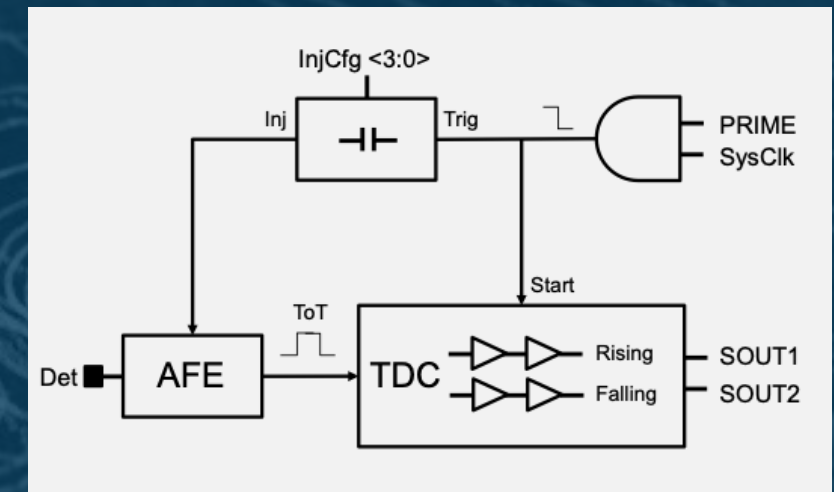 InjCfg <3:0>
Inj
Trig
PRIME
SysClk
Start
ToT
Det
AFE
TDC
Rising
Falling
SOUT1
SOUT2